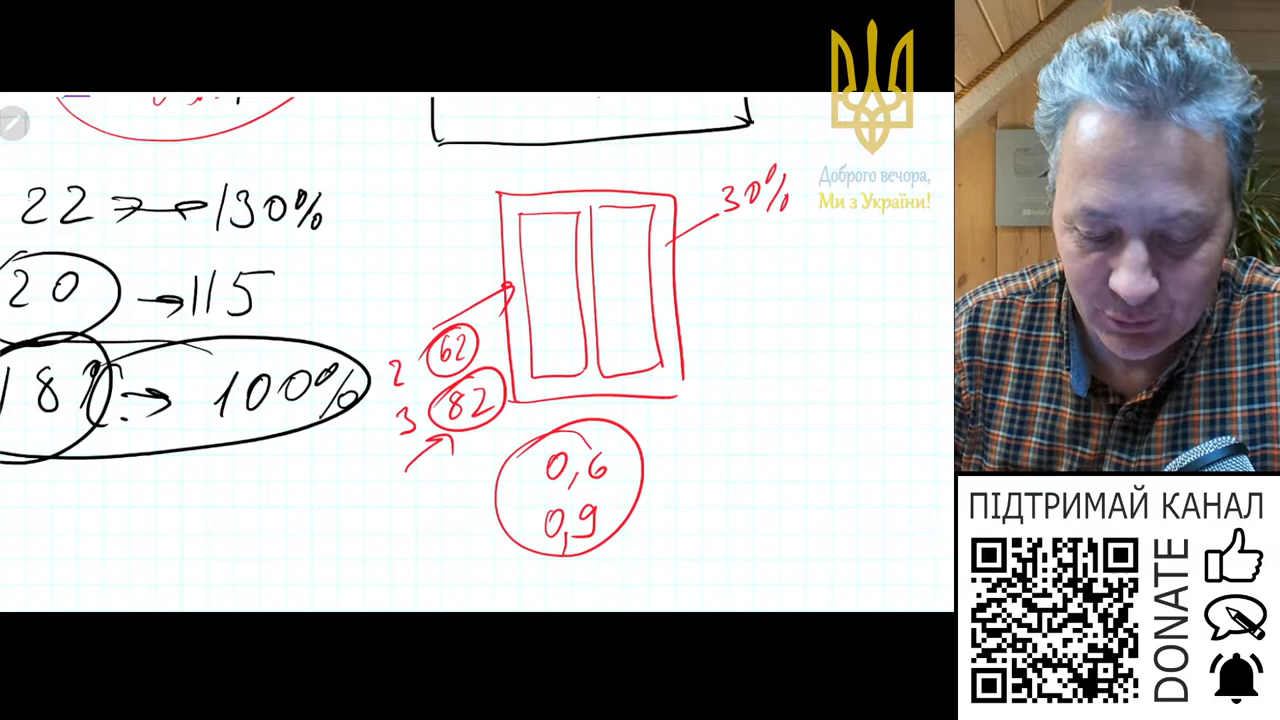 22 → 130%
20 → 115
18 → 100%
30%
2 62
3 82
0,6
0,9
Доброго вечора,
Ми з України!
ПІДТРИМАЙ КАНАЛ
DONATE